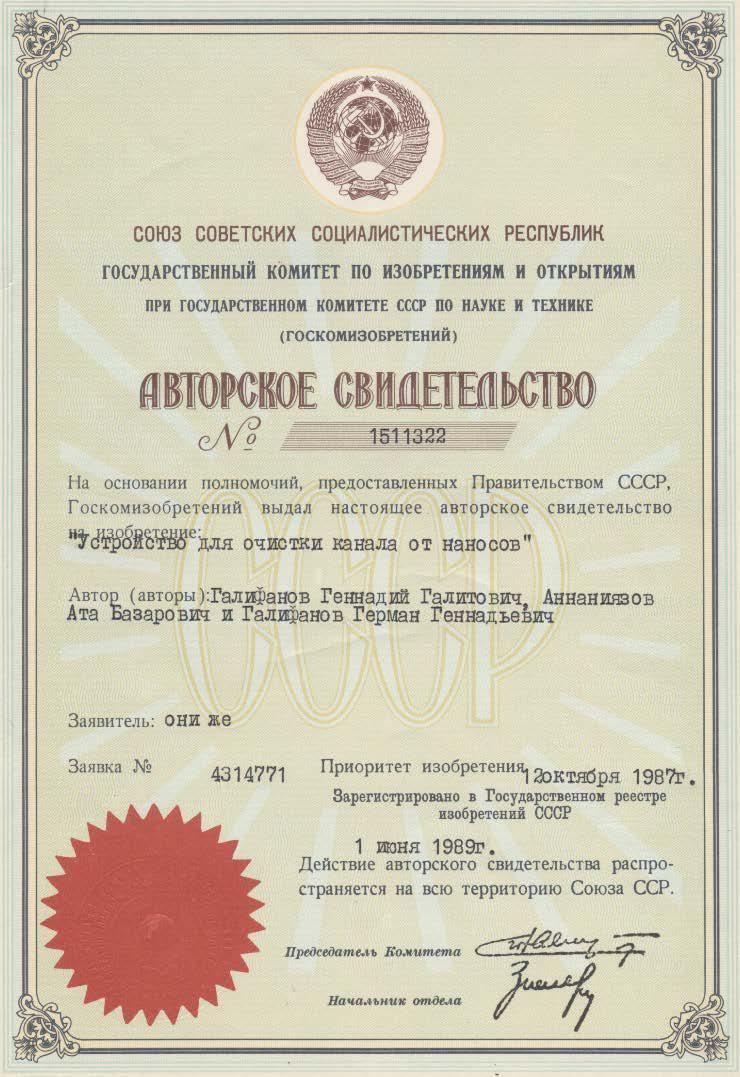 СОЮЗ СОВЕТСКИХ СОЦИАЛИСТИЧЕСКИХ РЕСПУБЛИК
ГОСУДАРСТВЕННЫЙ КОМИТЕТ ПО ИЗОБРЕТЕНИЯМ И ОТКРЫТИЯМ
ПРИ ГОСУДАРСТВЕННОМ КОМИТЕТЕ СССР ПО НАУКЕ И ТЕХНИКЕ
(ГОСКОМИЗОБРЕТЕНИЙ)
АВТОРСКОЕ СВИДЕТЕЛЬСТВО
№ 1511322
СССР
На основании полномочий, предоставленных Правительством СССР,
Госкомизобретений выдал настоящее авторское свидетельство
на изобретение:
"Устройство для очистки канала от наносов"
Автор (авторы): Галифанов Геннадий Галитович, Аннаниязов
Ата Базарович и Галифанов Герман Геннадьевич
Заявитель: они же
Заявка № 4314771 Приоритет изобретения 12октября 1987г.
Зарегистрировано в Государственном реестре
изобретений СССР
1 июня 1989г.
Действие авторского свидетельства распро-
страняется на всю территорию Союза ССР.
Председатель Комитета
Начальник отдела